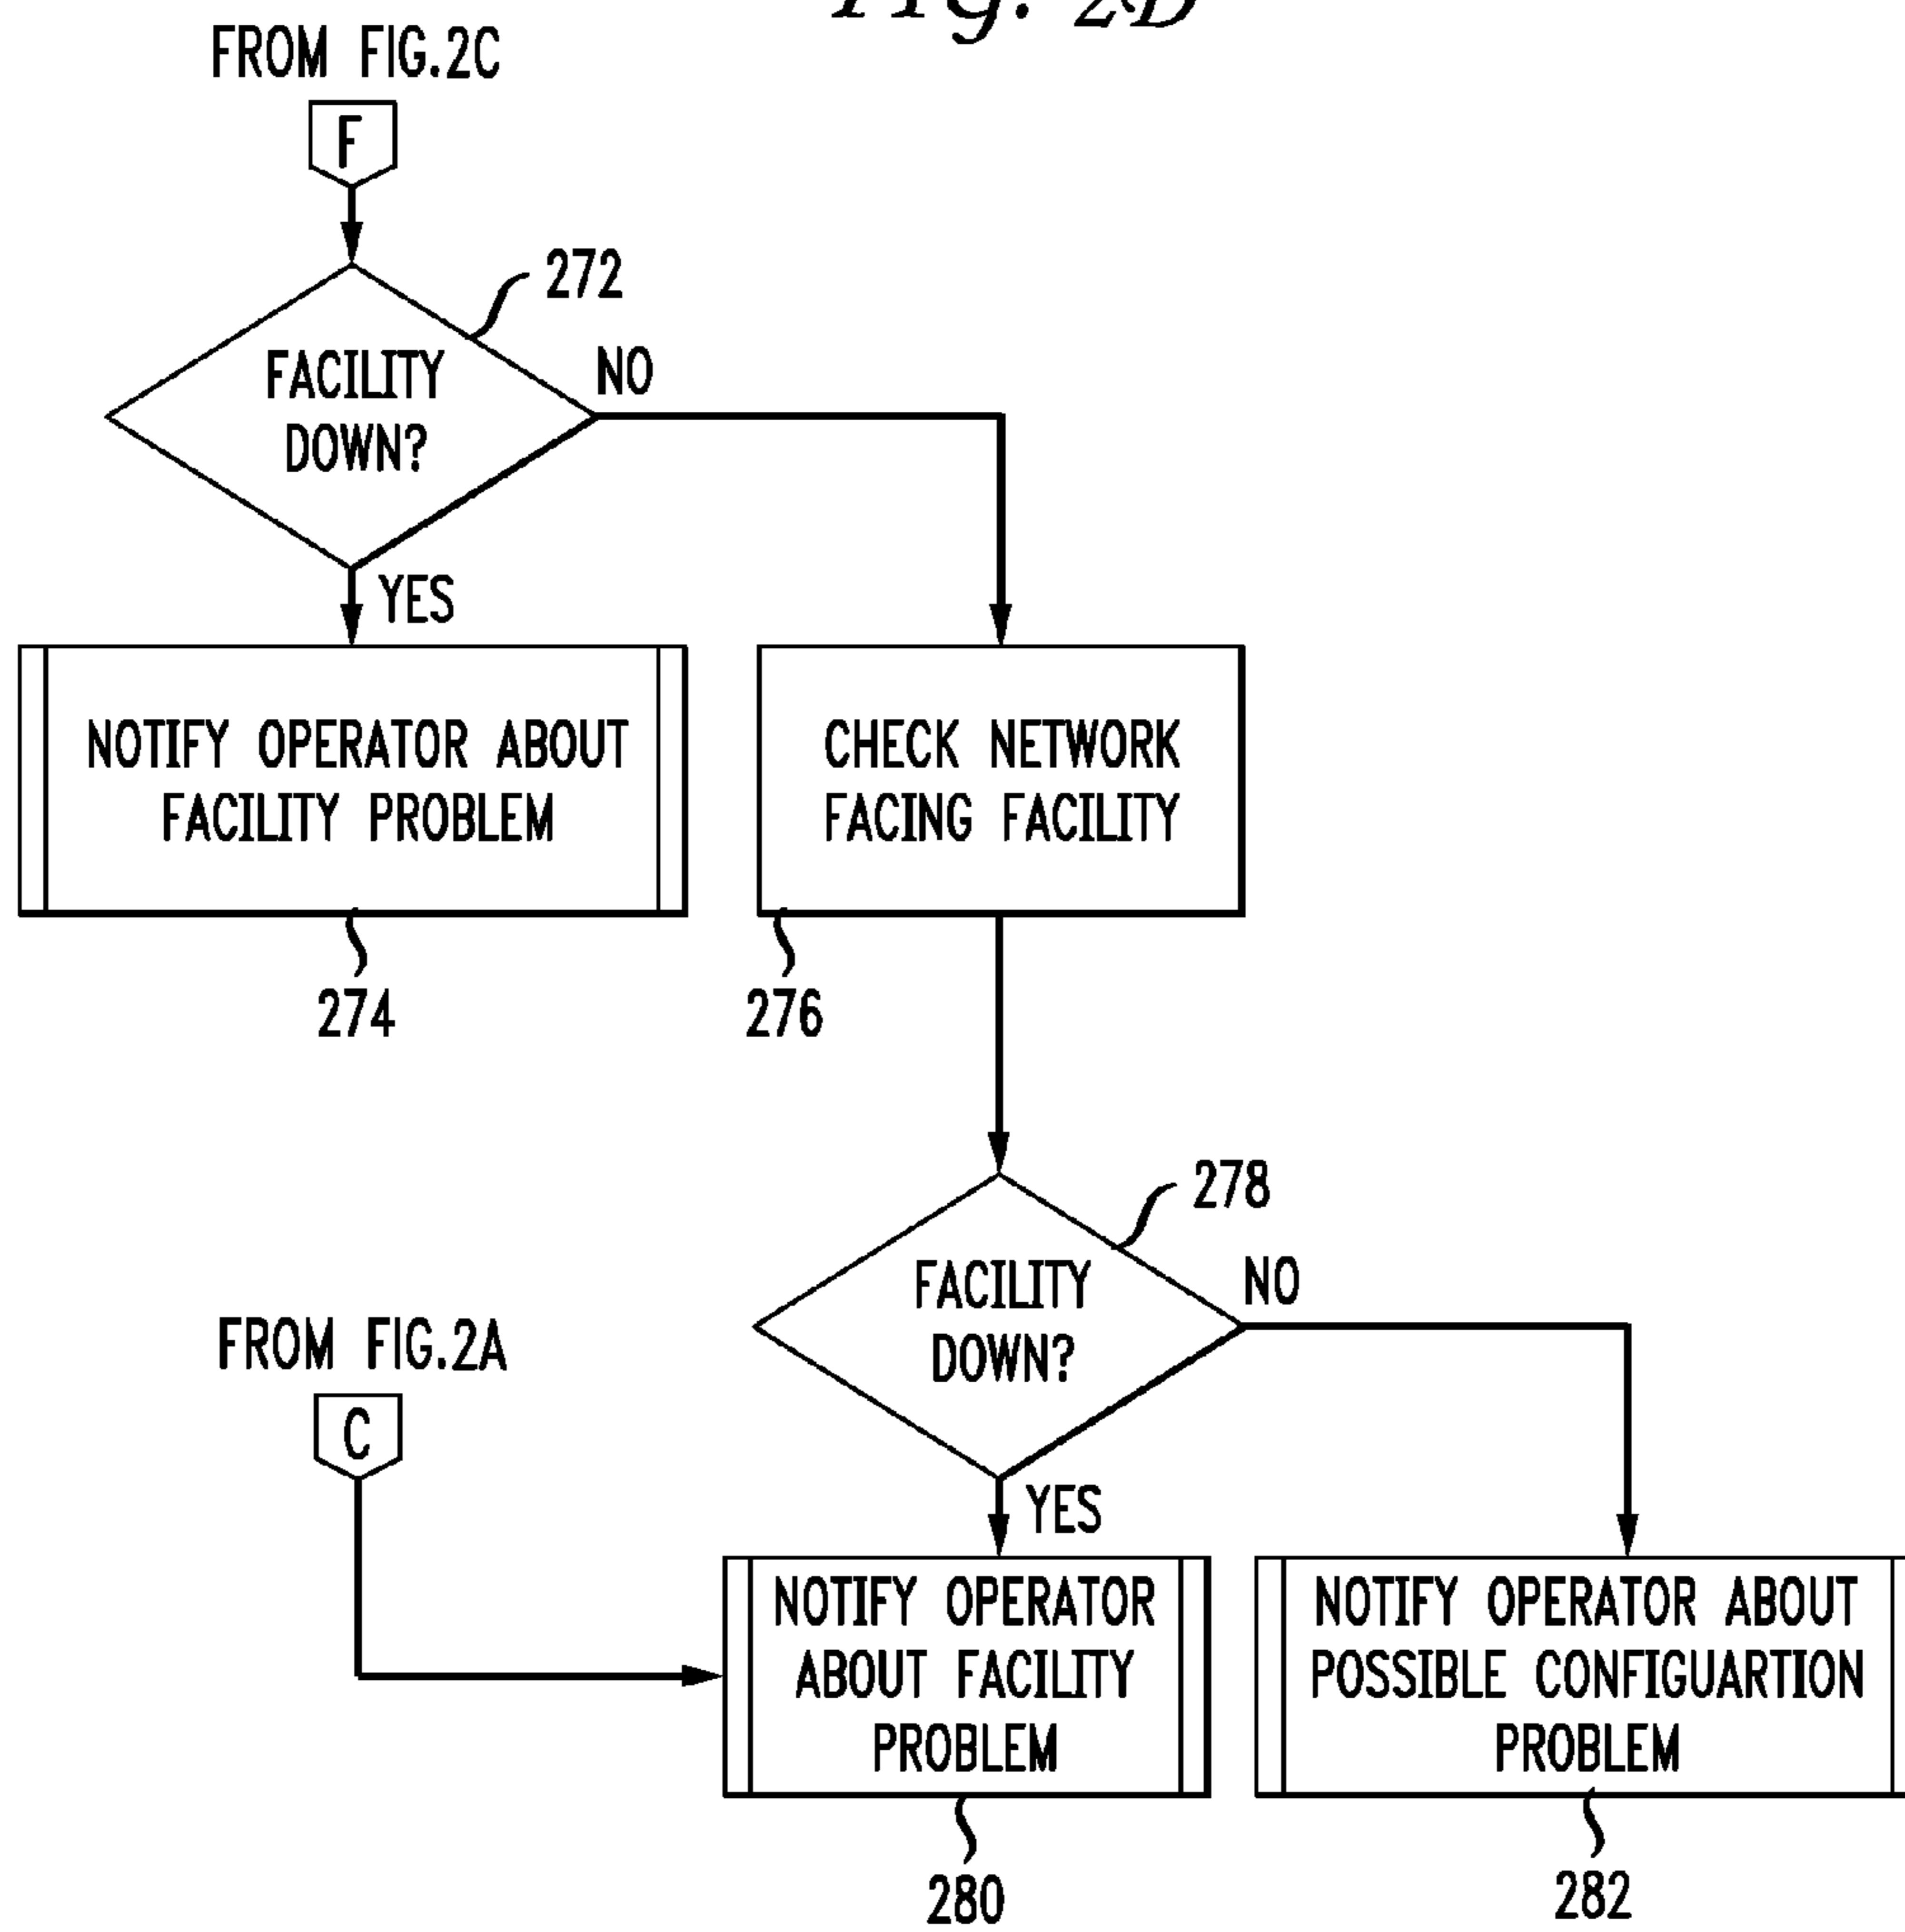 FIG. 2D
FROM FIG.2C
F
272
FACILITY
DOWN?
NO
YES
NOTIFY OPERATOR ABOUT
FACILITY PROBLEM
274
CHECK NETWORK
FACING FACILITY
276
278
FACILITY
DOWN?
NO
YES
FROM FIG.2A
C
NOTIFY OPERATOR
ABOUT FACILITY
PROBLEM
280
NOTIFY OPERATOR ABOUT
POSSIBLE CONFIGUARTION
PROBLEM
282